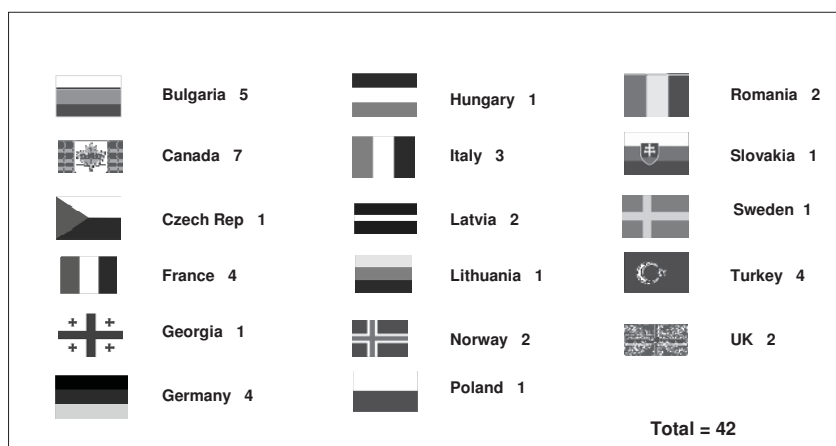 Bulgaria 5
Canada 7
Czech Rep 1
France 4
Georgia 1
Germany 4
Hungary 1
Italy 3
Latvia 2
Lithuania 1
Norway 2
Poland 1
Romania 2
Slovakia 1
Sweden 1
Turkey 4
UK 2
Total = 42